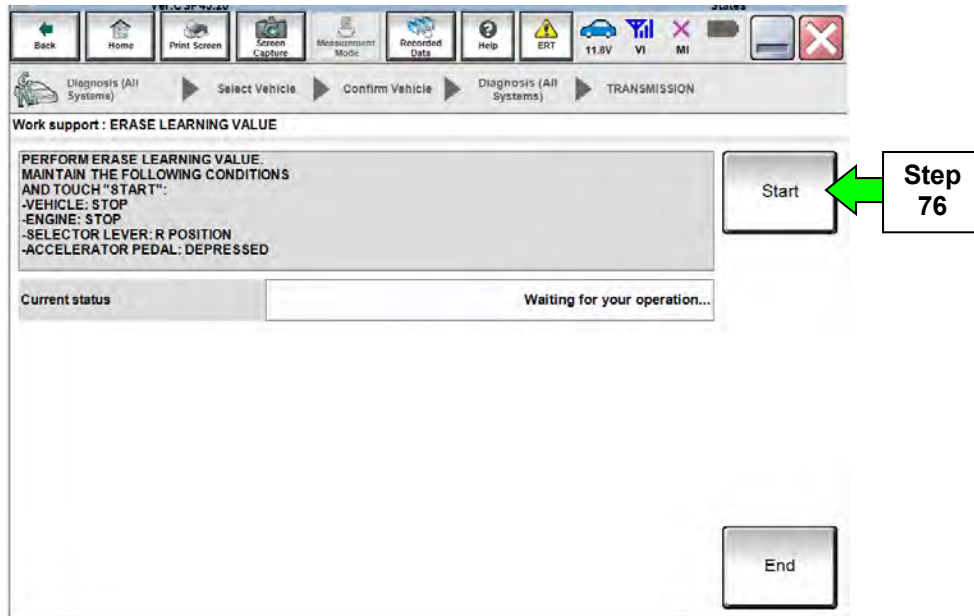 Back
Home
Print Screen
Screen
Capture
Measurement
Mode
Recorded
Data
Help
ERT
11.8V
VI
MI
Diagnosis (All
Systems)
Select Vehicle
Confirm Vehicle
Diagnosis (All
Systems)
TRANSMISSION
Work support : ERASE LEARNING VALUE
PERFORM ERASE LEARNING VALUE.
MAINTAIN THE FOLLOWING CONDITIONS
AND TOUCH "START":
-VEHICLE: STOP
-ENGINE: STOP
-SELECTOR LEVER: R POSITION
-ACCELERATOR PEDAL: DEPRESSED
Start
Step
76
Current status
Waiting for your operation...
End